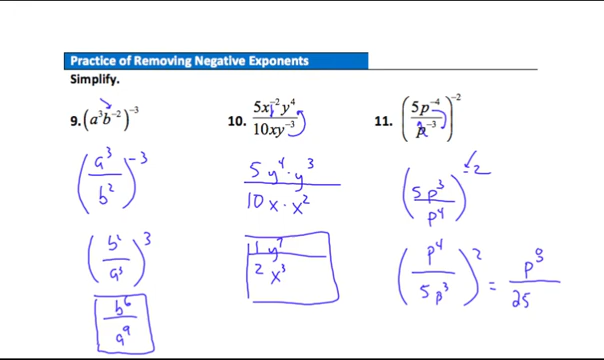 Practice of Removing Negative Exponents
Simplify.
9. (a³b⁻²)⁻³
10. 5x⁻²y⁴ / 10xy⁻³
11. (5p⁻⁴ / p⁻³)⁻²
(a³ / b²)⁻³
5y⁴·y³ / 10x·x²
(5p³ / p⁴)⁻²
(b² / a³)³
1y⁷ / 2x³
(p⁴ / 5p³)² = p⁸ / 25
b⁶ / a⁹